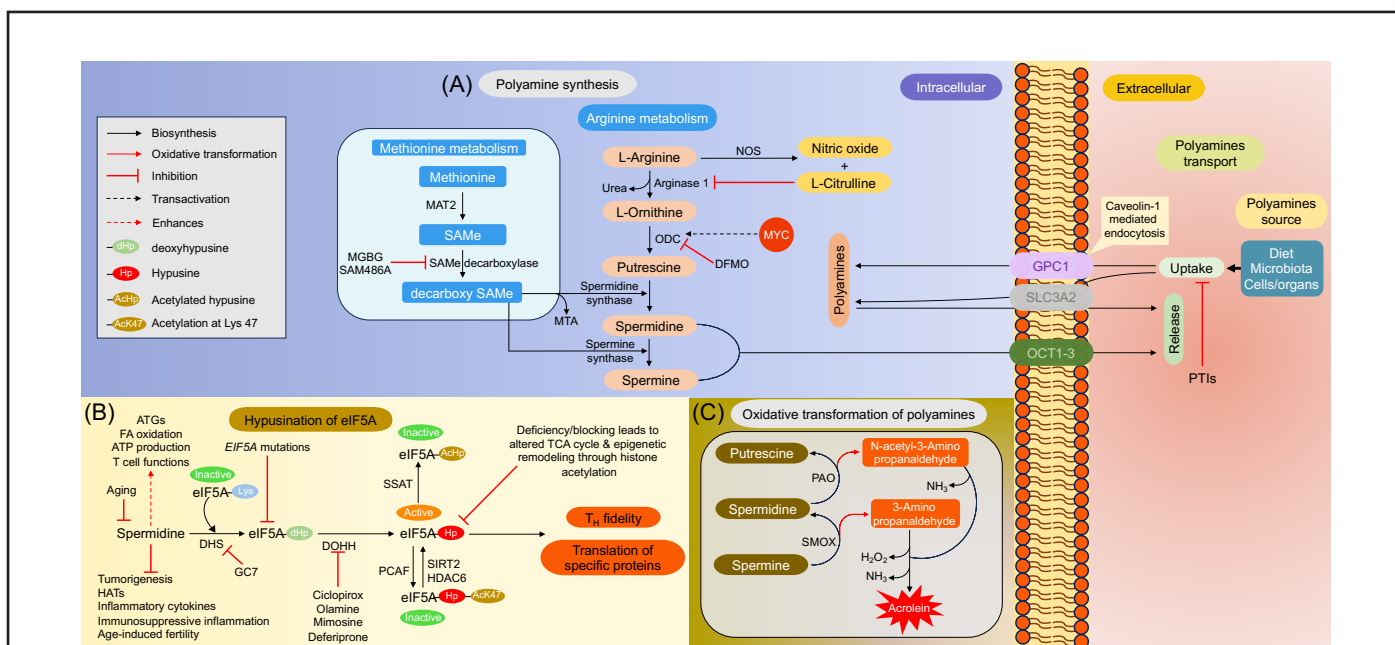 (A)
Polyamine synthesis
Intracellular
Extracellular
Biosynthesis
Oxidative transformation
Inhibition
Transactivation
Enhances
dHp deoxyhypusine
Hp Hypusine
AcHp Acetylated hypusine
AcK47 Acetylation at Lys 47
Methionine metabolism
Methionine
MAT2
SAMe
MGBG
SAM486A
SAMe decarboxylase
decarboxy SAMe
MTA
Arginine metabolism
L-Arginine
NOS
Nitric oxide
+
L-Citrulline
Urea
Arginase 1
L-Ornithine
ODC
MYC
DFMO
Putrescine
Spermidine
synthase
Spermidine
Spermine
synthase
Spermine
Polyamines
Polyamines
transport
Caveolin-1
mediated
endocytosis
Polyamines
source
GPC1
SLC3A2
OCT1-3
Uptake
Diet
Microbiota
Cells/organs
Release
PTIs
(B)
Hypusination of eIF5A
ATGs
FA oxidation
ATP production
T cell functions
EIF5A mutations
Aging
Inactive
eIF5A Lys
Spermidine
DHS
GC7
eIF5A dHp
Tumorigenesis
HATs
Inflammatory cytokines
Immunosuppressive inflammation
Age-induced fertility
DOHH
Ciclopirox
Olamine
Mimosine
Deferiprone
Inactive
eIF5A AcHp
SSAT
Active
eIF5A Hp
PCAF
SIRT2
HDAC6
eIF5A Hp AcK47
Inactive
Deficiency/blocking leads to
altered TCA cycle & epigenetic
remodeling through histone
acetylation
TH fidelity
Translation of
specific proteins
(C)
Oxidative transformation of polyamines
Putrescine
PAO
N-acetyl-3-Amino
propanaldehyde
NH3
Spermidine
SMOX
3-Amino
propanaldehyde
Spermine
H2O2
NH3
Acrolein